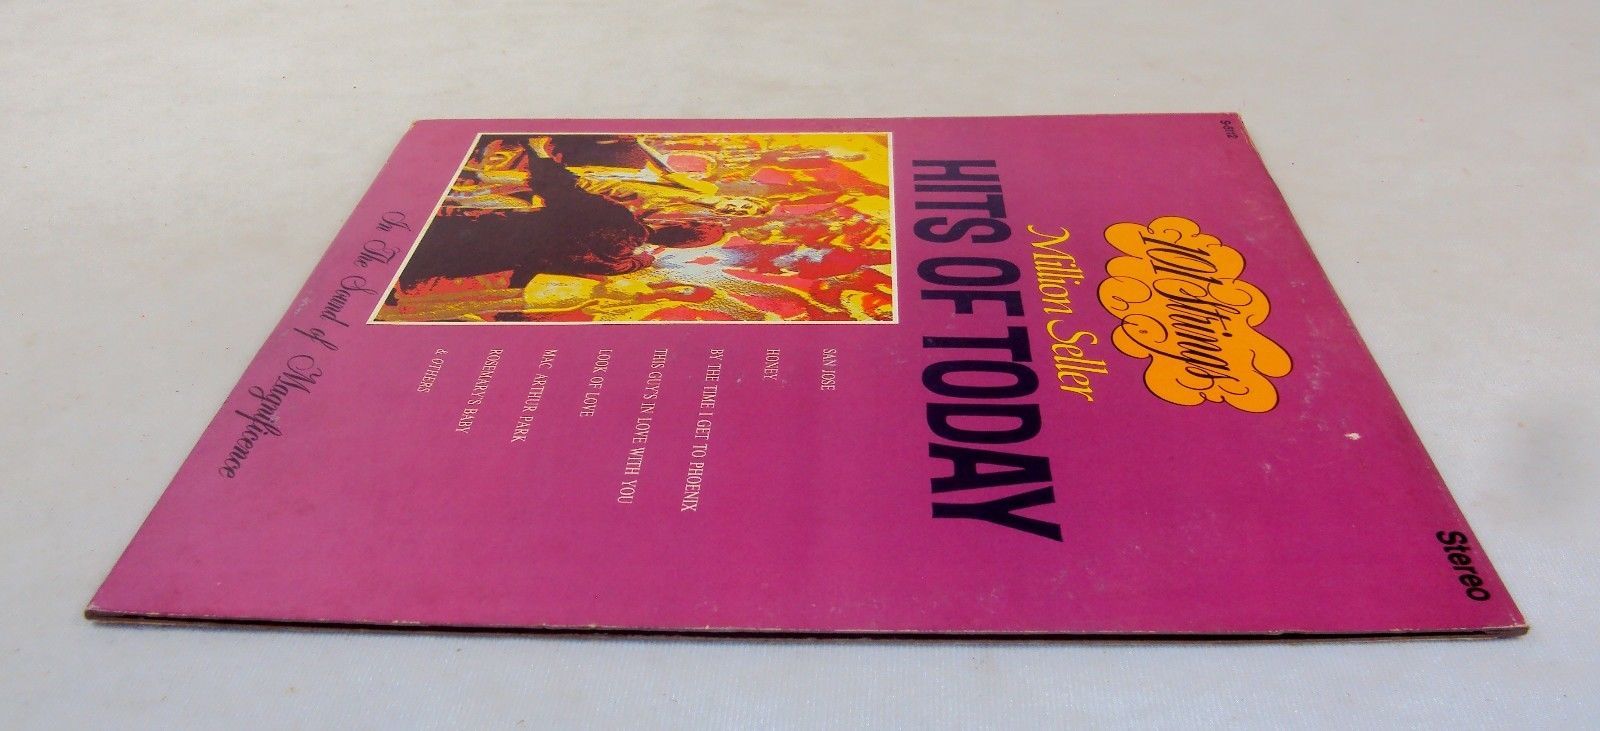 S-5112
101 Strings
Stereo
Million Seller
HITS OF TODAY
SAN JOSE
HONEY
BY THE TIME I GET TO PHOENIX
THIS GUY'S IN LOVE WITH YOU
LOOK OF LOVE
MAC ARTHUR PARK
ROSEMARY'S BABY
& OTHERS
In The Sound of Magnificence